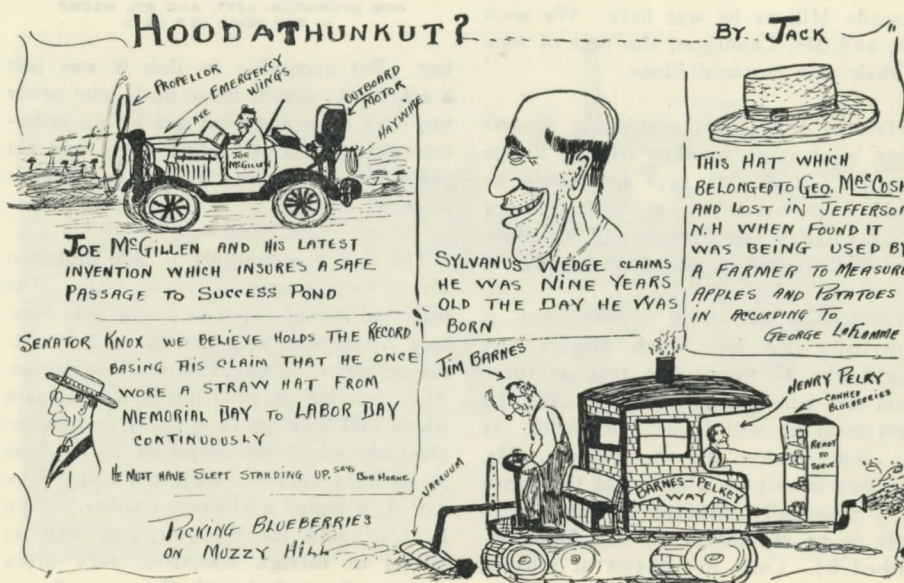 HOODATHUNKUT?
BY. JACK
PROPELLOR
EMERGENCY
WINGS
OUTBOARD
MOTOR
HAYWIRE
JOE
McGILLEN
JOE McGILLEN AND HIS LATEST
INVENTION WHICH INSURES A SAFE
PASSAGE TO SUCCESS POND
SYLVANUS WEDGE CLAIMS
HE WAS NINE YEARS
OLD THE DAY HE WAS
BORN
THIS HAT WHICH
BELONGED TO GEO. MacCOSH
AND LOST IN JEFFERSON
N.H WHEN FOUND IT
WAS BEING USED BY
A FARMER TO MEASURE
APPLES AND POTATOES
IN ACCORDING TO
GEORGE LaFLAMME
SENATOR KNOX WE BELIEVE HOLDS THE RECORD
BASING THIS CLAIM THAT HE ONCE
WORE A STRAW HAT FROM
MEMORIAL DAY TO LABOR DAY
CONTINUOUSLY
HE MUST HAVE SLEPT STANDING UP SAYS BOB HORNE.
PICKING BLUEBERRIES
ON MUZZY HILL
VACUUM
JIM BARNES
HENRY PELKY
CANNED
BLUEBERRIES
READY
TO
SERVE
BARNES-PELKEY
WAY